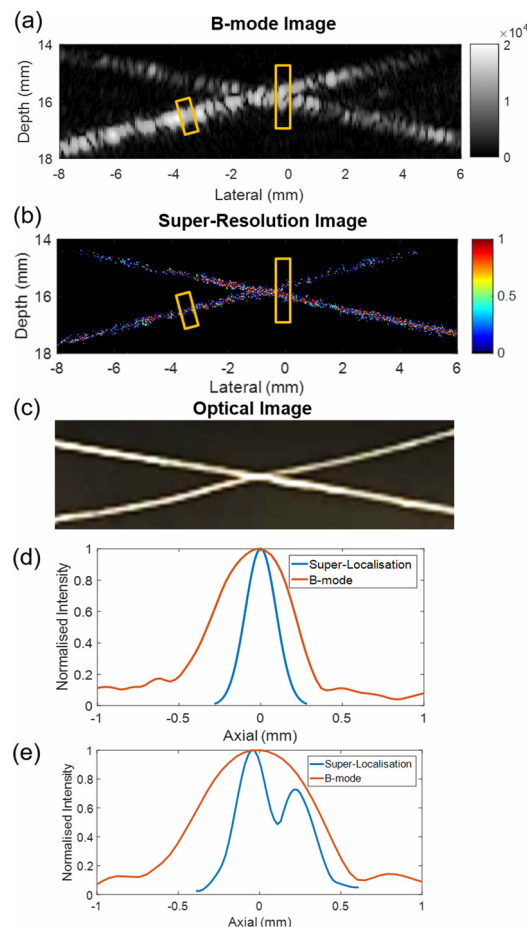 (a)
B-mode Image
× 10⁴
Depth (mm)
14
16
18
-8
-6
-4
-2
0
2
4
6
Lateral (mm)
2
1
0
(b)
Super-Resolution Image
Depth (mm)
14
16
18
-8
-6
-4
-2
0
2
4
6
Lateral (mm)
1
0.5
0
(c)
Optical Image
(d)
Normalised Intensity
1
0.8
0.6
0.4
0.2
0
Super-Localisation
B-mode
-1
-0.5
0
0.5
1
Axial (mm)
(e)
Normalised Intensity
1
0.8
0.6
0.4
0.2
0
Super-Localisation
B-mode
-1
-0.5
0
0.5
1
Axial (mm)